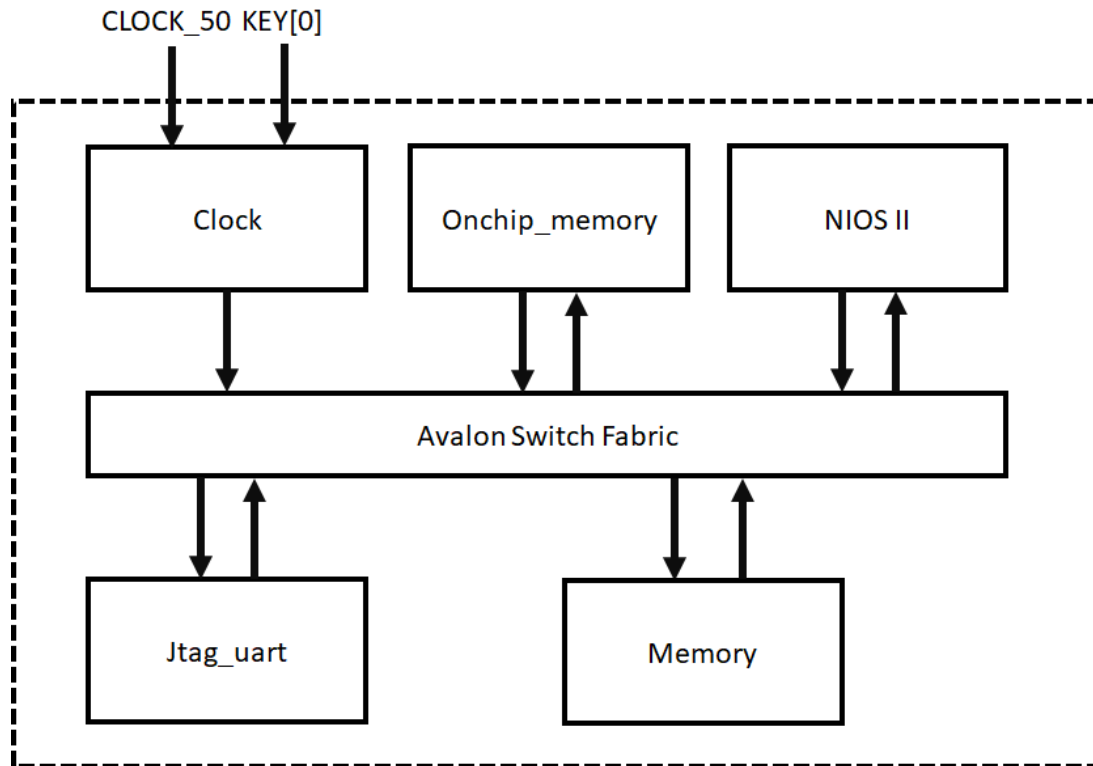 CLOCK_50 KEY[0]
Clock
Onchip_memory
NIOS II
Avalon Switch Fabric
Jtag_uart
Memory